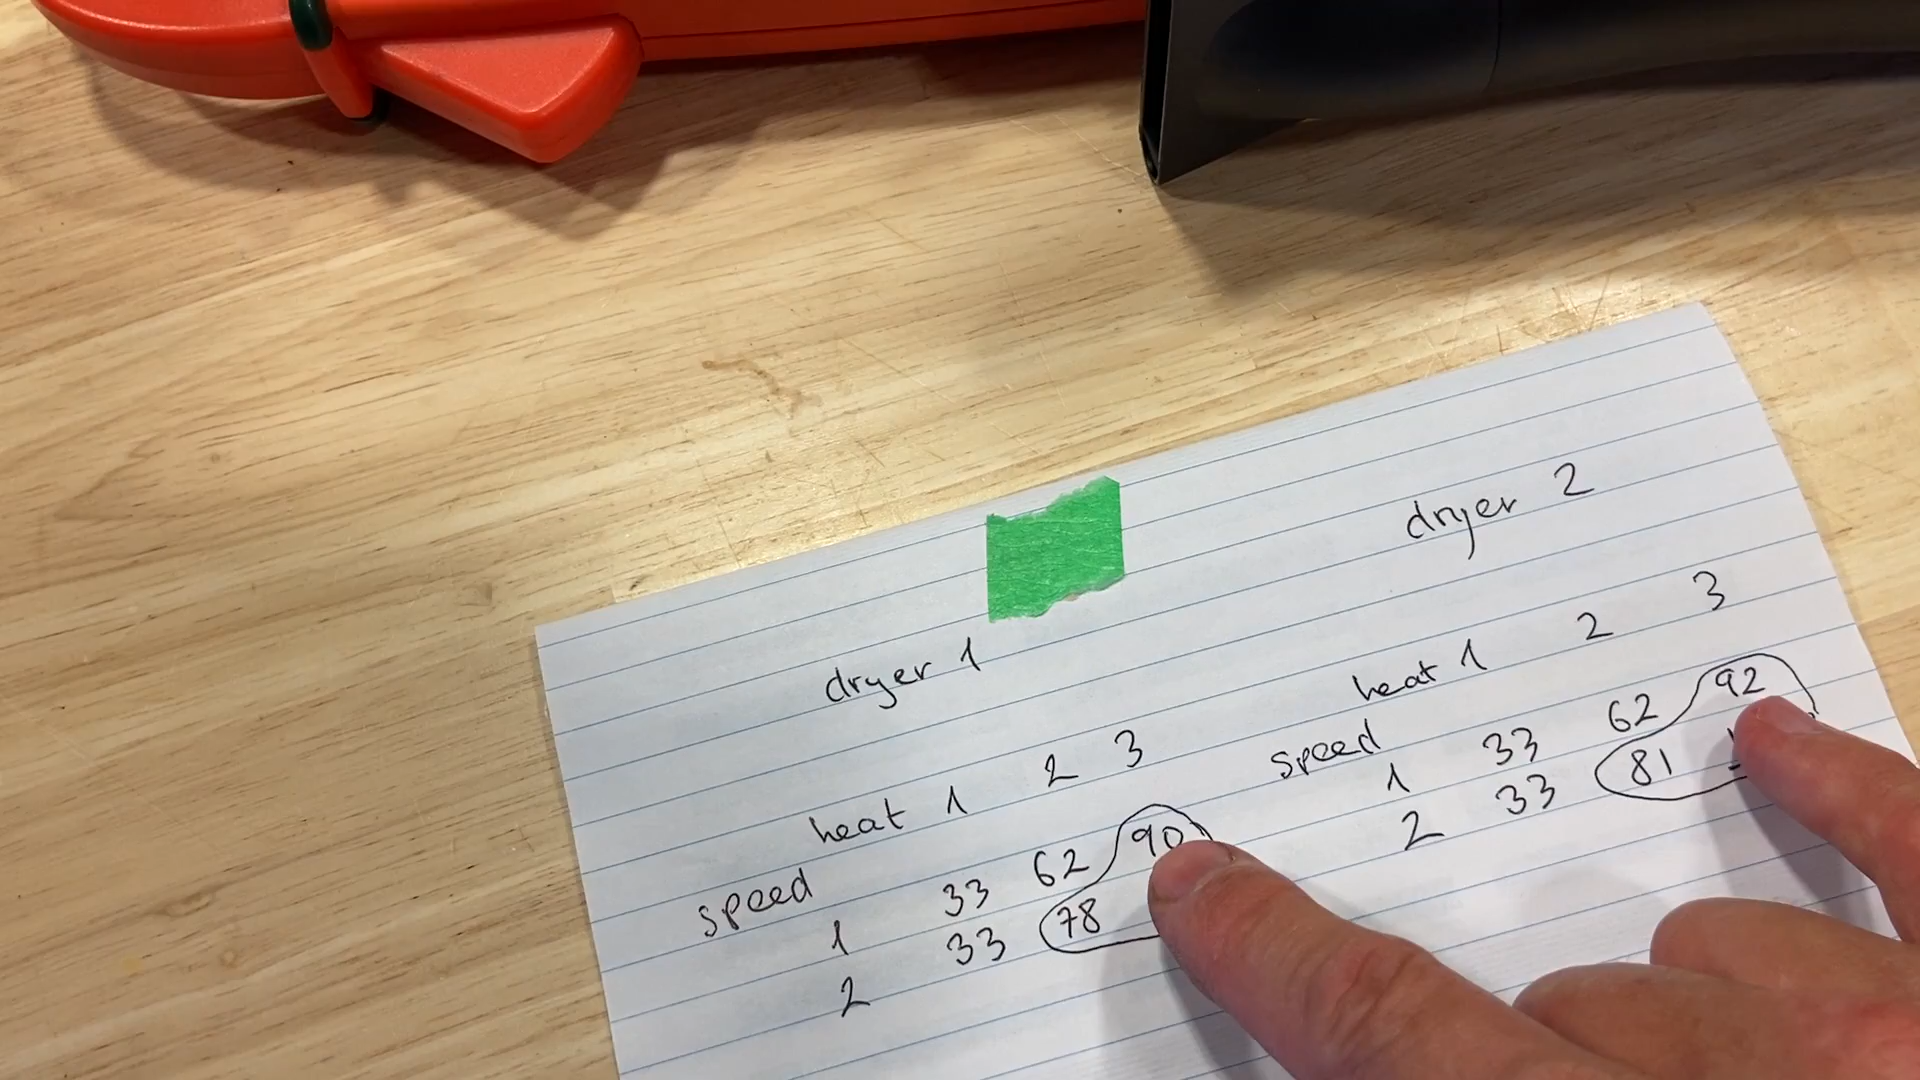 dryer 1
heat 1 2 3
speed
1 33 62 90
2 33 78
dryer 2
heat 1 2 3
speed
1 33 62 92
2 33 81